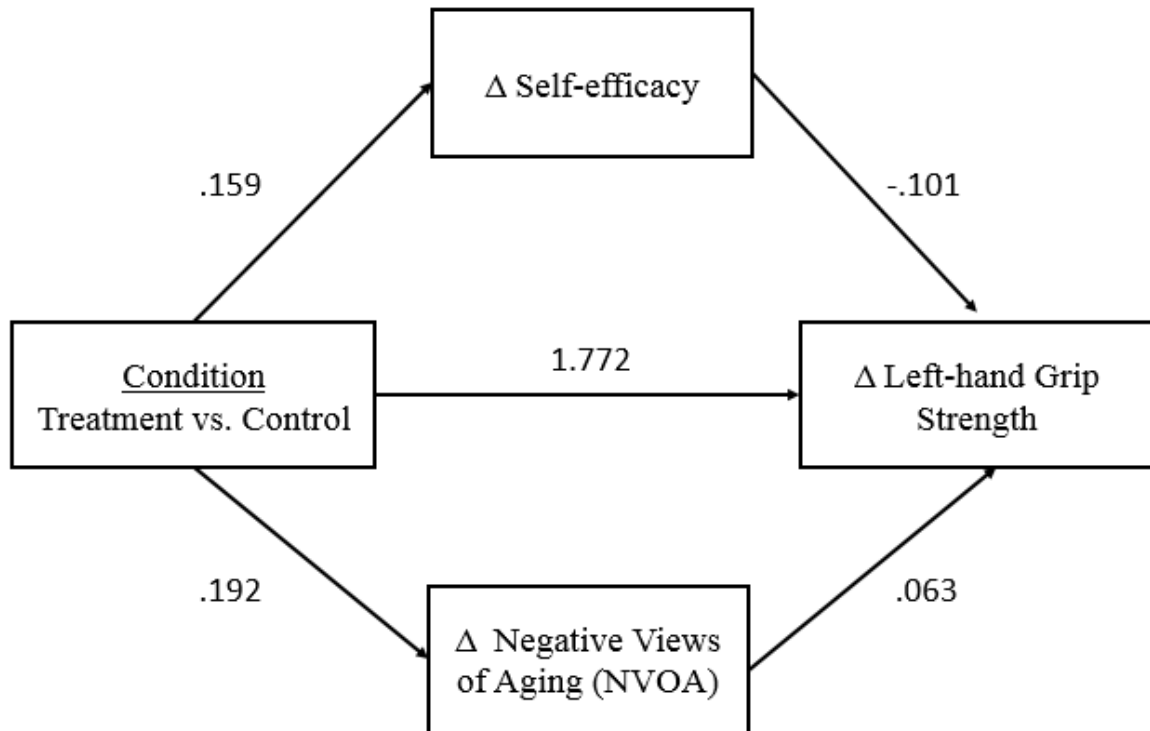 Δ Self-efficacy
.159
-.101
Condition
Treatment vs. Control
1.772
Δ Left-hand Grip
Strength
.192
.063
Δ Negative Views
of Aging (NVOA)